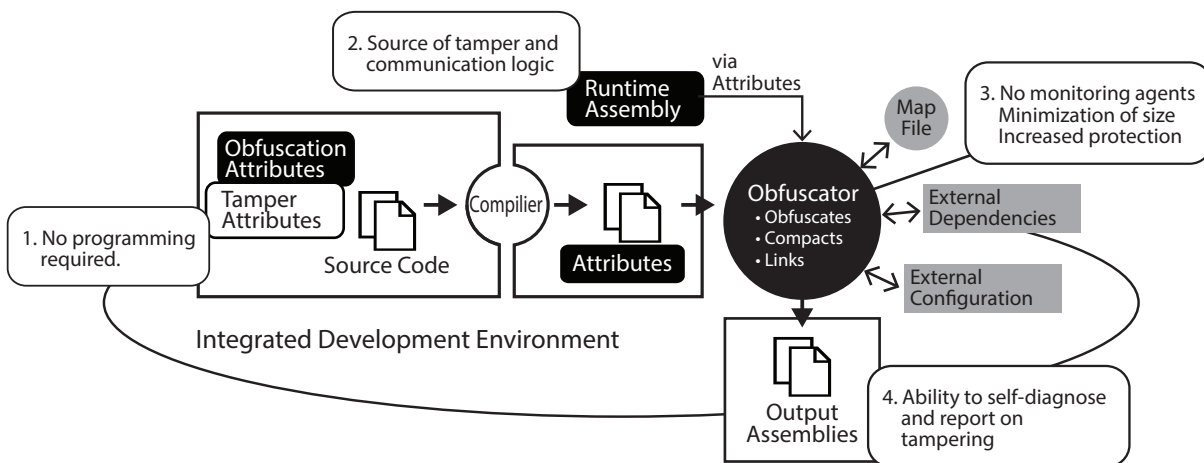 2. Source of tamper and
communication logic
Runtime
Assembly
via
Attributes
Map
File
3. No monitoring agents
Minimization of size
Increased protection
Obfuscation
Attributes
Tamper
Attributes
Source Code
Compilier
Attributes
Obfuscator
• Obfuscates
• Compacts
• Links
External
Dependencies
External
Configuration
1. No programming
required.
Integrated Development Environment
Output
Assemblies
4. Ability to self-diagnose
and report on
tampering